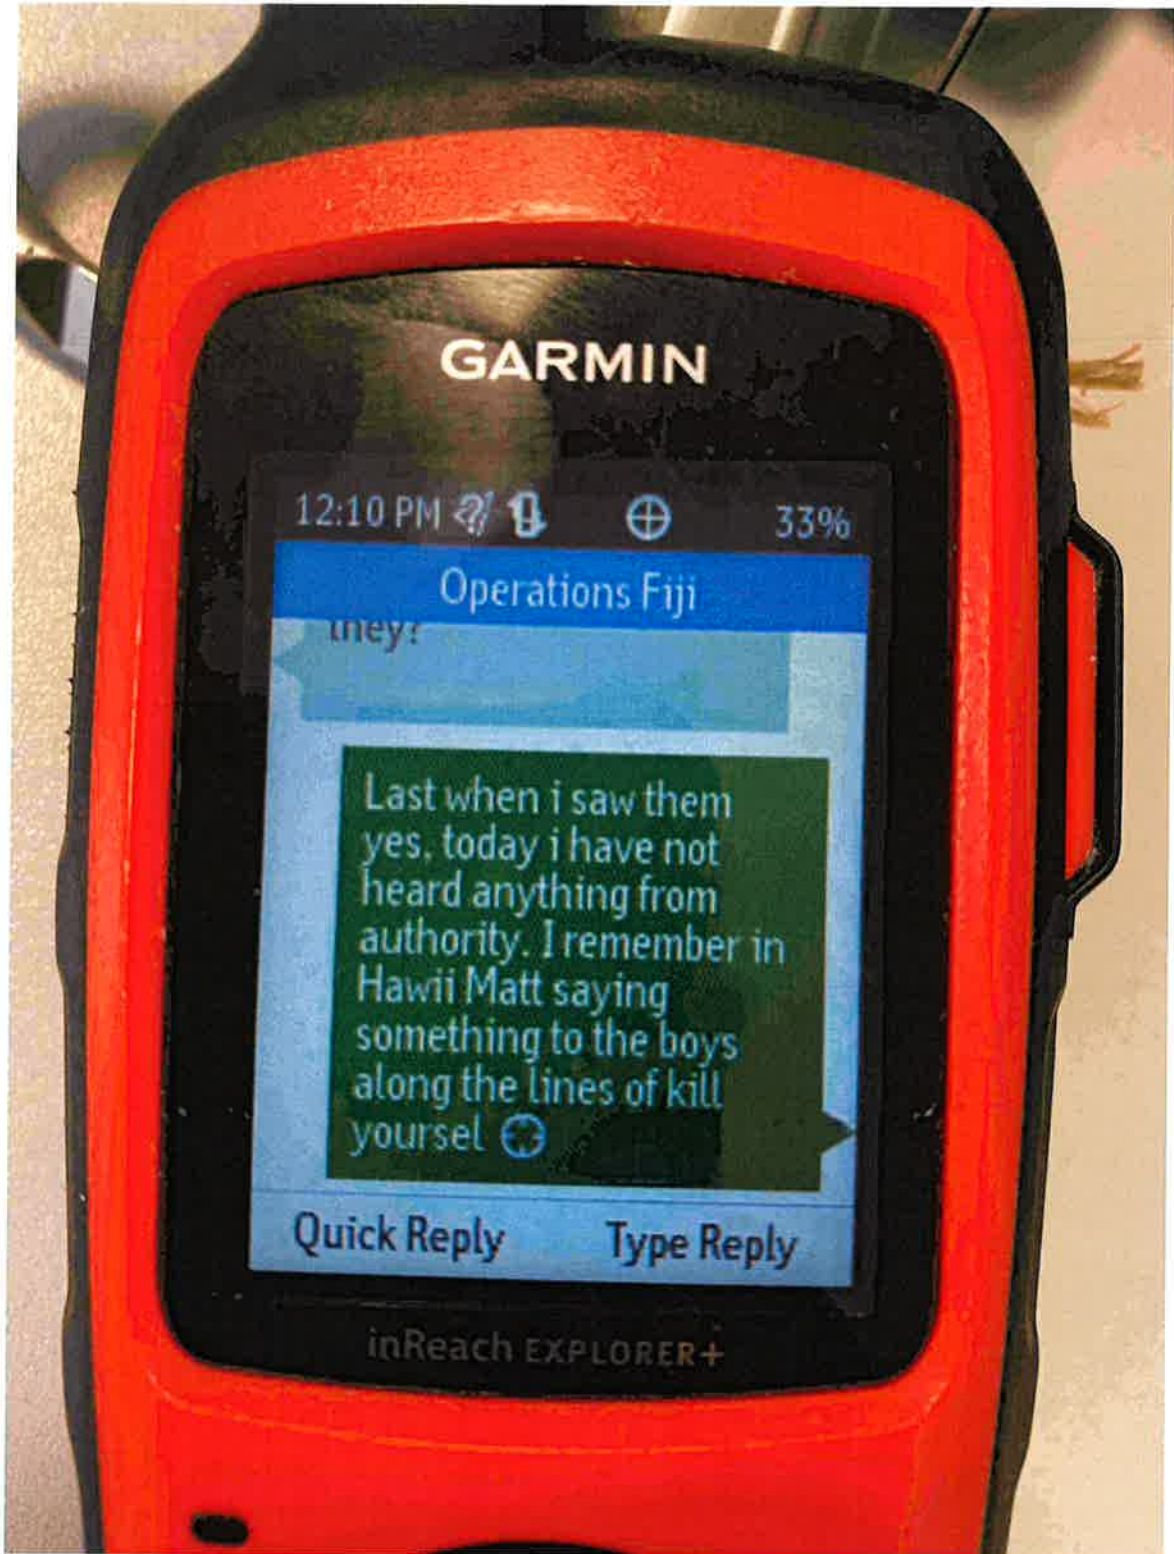 GARMIN
12:10 PM
33%
Operations Fiji
they?
Last when i saw them
yes, today i have not
heard anything from
authority. I remember in
Hawii Matt saying
something to the boys
along the lines of kill
yoursel
Quick Reply
Type Reply
inReach EXPLORER+